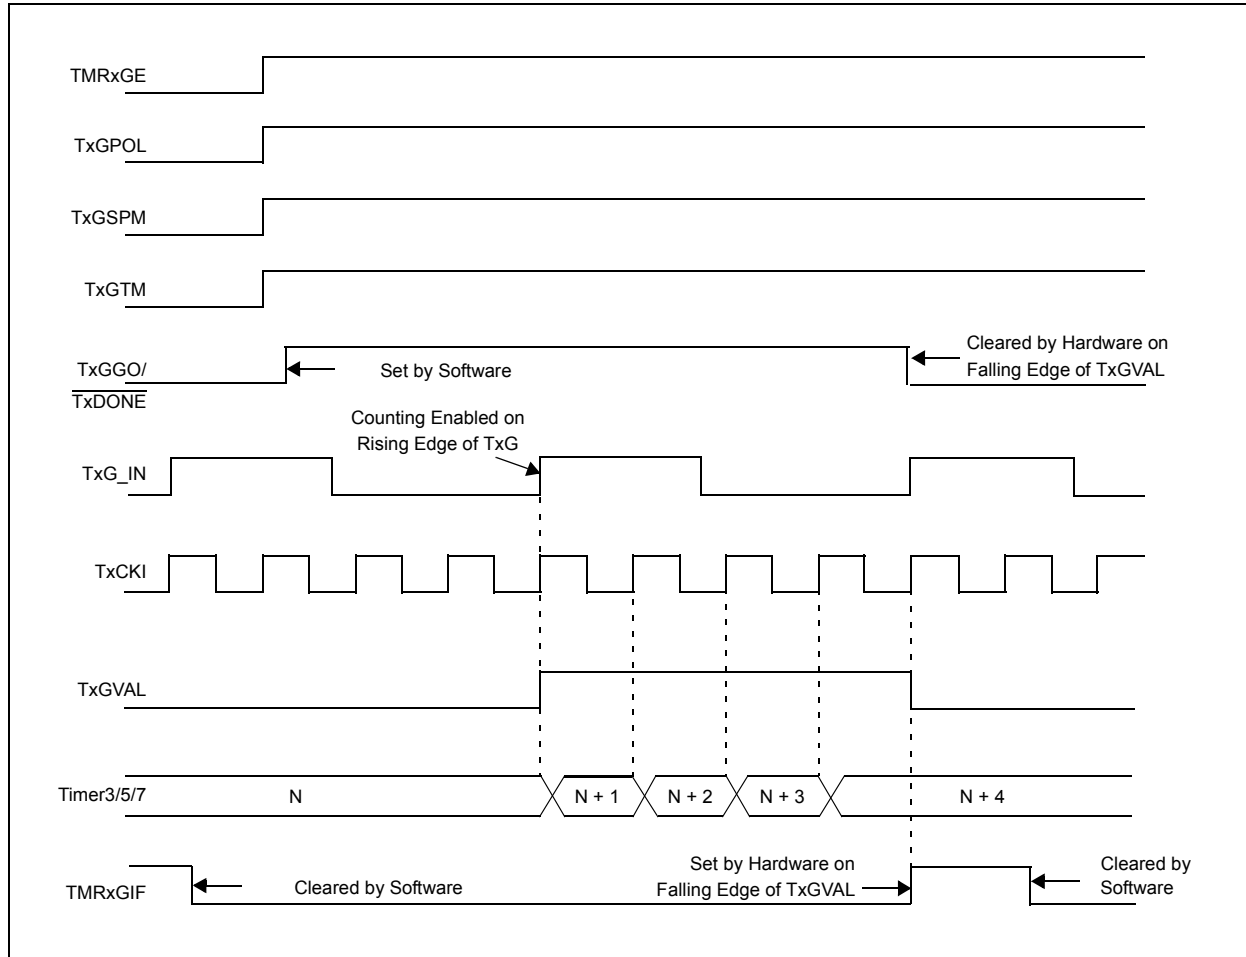 TMRxGE
TxGPOL
TxGSPM
TxGTM
TxGGO/
TxDONE
Set by Software
Cleared by Hardware on
Falling Edge of TxGVAL
Counting Enabled on
Rising Edge of TxG
TxG_IN
TxCKI
TxGVAL
Timer3/5/7
N
N + 1
N + 2
N + 3
N + 4
TMRxGIF
Cleared by Software
Set by Hardware on
Falling Edge of TxGVAL
Cleared by
Software